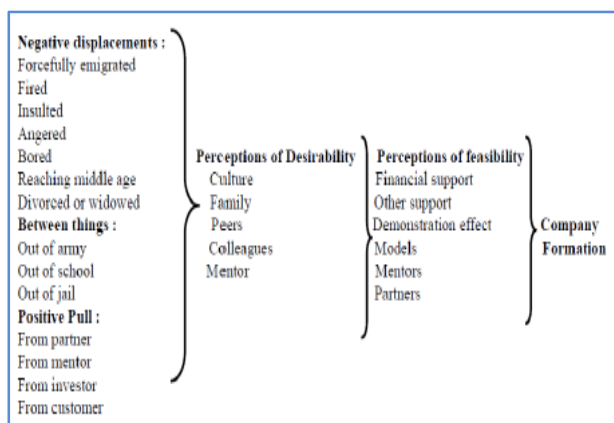 Negative displacements :
Forcefully emigrated
Fired
Insulted
Angered
Bored
Reaching middle age
Divorced or widowed
Between things :
Out of army
Out of school
Out of jail
Positive Pull :
From partner
From mentor
From investor
From customer
Perceptions of Desirability
Culture
Family
Peers
Colleagues
Mentor
Perceptions of feasibility
Financial support
Other support
Demonstration effect
Models
Mentors
Partners
Company
Formation